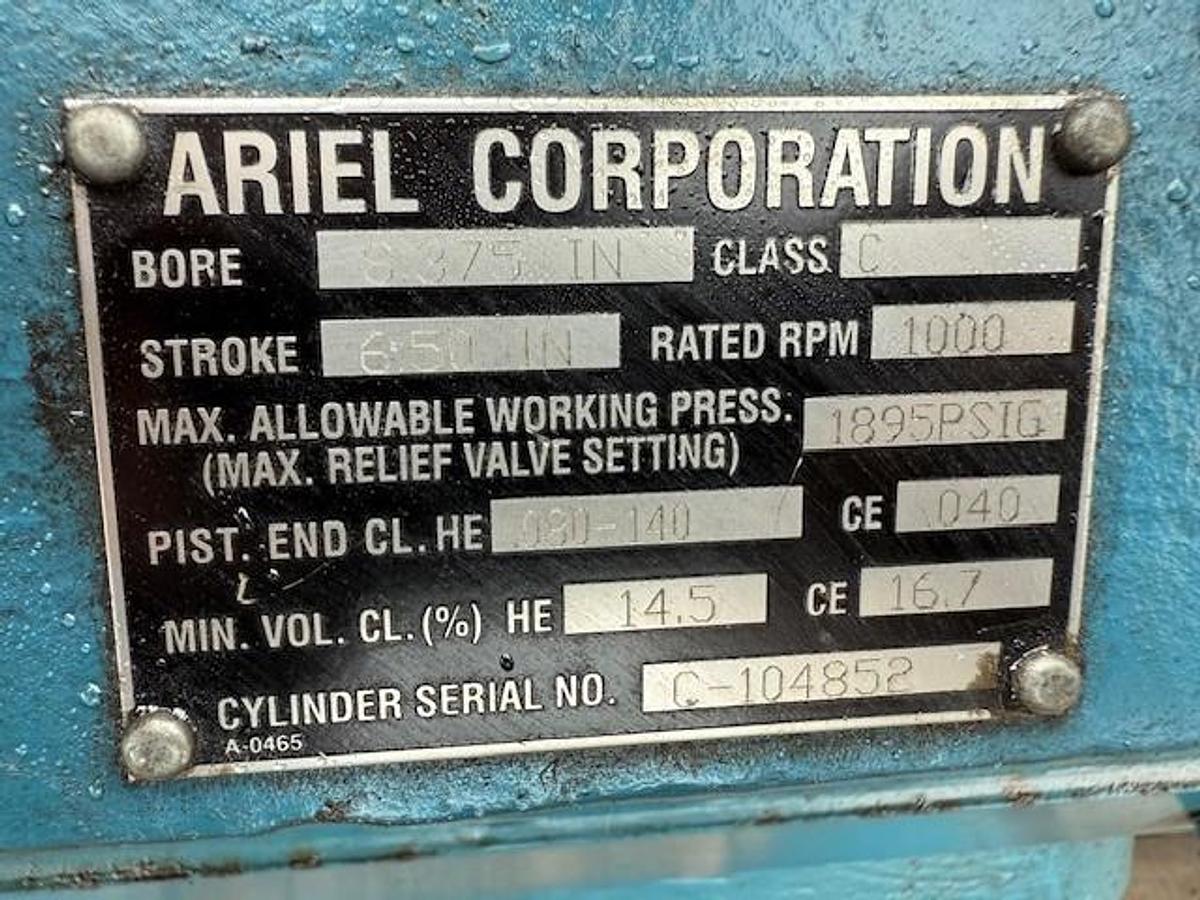 ARIEL CORPORATION
BORE 8.375 IN CLASS C
STROKE 6.50 IN RATED RPM 1000
MAX. ALLOWABLE WORKING PRESS. 1895PSIG
(MAX. RELIEF VALVE SETTING)
PIST. END CL. HE .080-140 CE .040
MIN. VOL. CL. (%) HE 14.5 CE 16.7
CYLINDER SERIAL NO. C-104852
A-0465